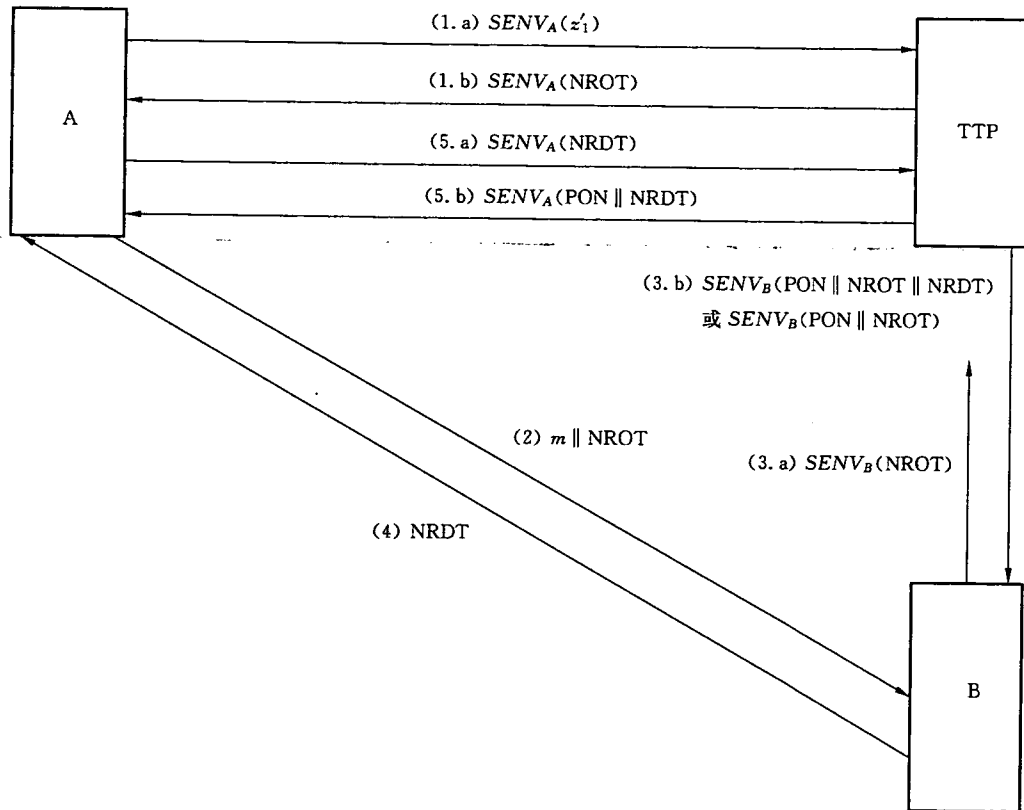 (1. a) SENV_A(z′₁)
A
(1. b) SENV_A(NROT)
TTP
(5. a) SENV_A(NRDT)
(5. b) SENV_A(PON ‖ NRDT)
(3. b) SENV_B(PON ‖ NROT ‖ NRDT)
或 SENV_B(PON ‖ NROT)
(2) m ‖ NROT
(3. a) SENV_B(NROT)
(4) NRDT
B